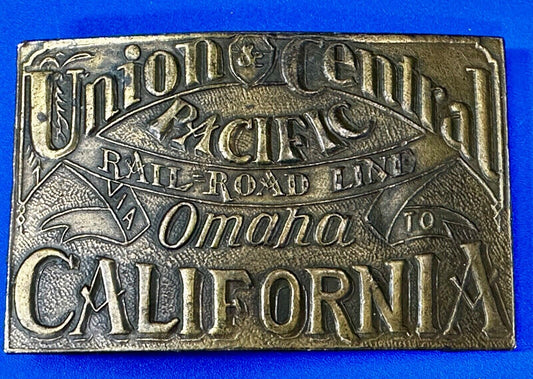 Union & Central
PACIFIC
RAIL-ROAD LINE
VIA Omaha TO
CALIFORNIA